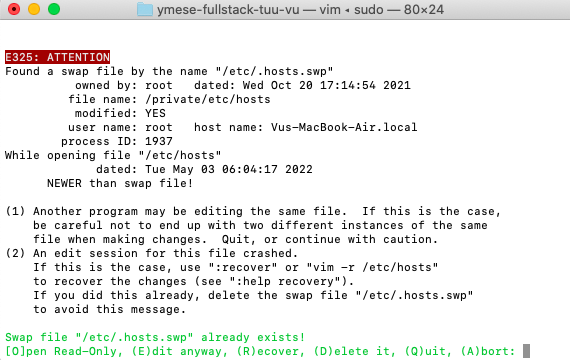 ymese-fullstack-tuu-vu — vim ◂ sudo — 80×24
E325: ATTENTION
Found a swap file by the name "/etc/.hosts.swp"
owned by: root   dated: Wed Oct 20 17:14:54 2021
file name: /private/etc/hosts
modified: YES
user name: root   host name: Vus-MacBook-Air.local
process ID: 1937
While opening file "/etc/hosts"
dated: Tue May 03 06:04:17 2022
NEWER than swap file!
(1) Another program may be editing the same file.  If this is the case,
be careful not to end up with two different instances of the same
file when making changes.  Quit, or continue with caution.
(2) An edit session for this file crashed.
If this is the case, use ":recover" or "vim -r /etc/hosts"
to recover the changes (see ":help recovery").
If you did this already, delete the swap file "/etc/.hosts.swp"
to avoid this message.
Swap file "/etc/.hosts.swp" already exists!
[O]pen Read-Only, (E)dit anyway, (R)ecover, (D)elete it, (Q)uit, (A)bort: